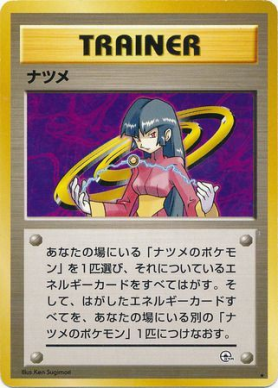 TRAINER
ナツメ
あなたの場にいる「ナツメのポケモ
ン」を1匹選び、それについているエ
ネルギーカードをすべてはがす。そ
して、はがしたエネルギーカードす
べてを、あなたの場にいる別の「ナ
ツメのポケモン」1匹につけなおす。
Illus. Ken Sugimori